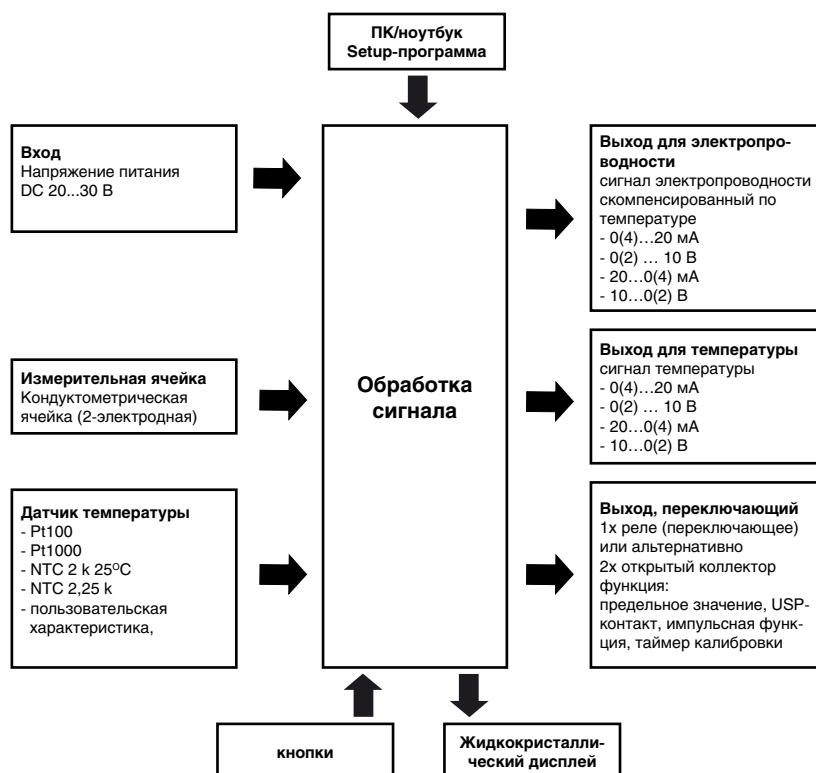 ПК/ноутбук
Setup-программа
Вход
Напряжение питания
DC 20...30 В
Измерительная ячейка
Кондуктометрическая
ячейка (2-электродная)
Датчик температуры
- Pt100
- Pt1000
- NTC 2 k 25°C
- NTC 2,25 k
- пользовательская
характеристика,
Обработка
сигнала
Выход для электропро-
водности
сигнал электропроводности
скомпенсированный по
температуре
- 0(4)…20 мА
- 0(2) … 10 В
- 20…0(4) мА
- 10…0(2) В
Выход для температуры
сигнал температуры
- 0(4)…20 мА
- 0(2) … 10 В
- 20…0(4) мА
- 10…0(2) В
Выход, переключающий
1x реле (переключающее)
или альтернативно
2x открытый коллектор
функция:
предельное значение, USP-
контакт, импульсная функ-
ция, таймер калибровки
кнопки
Жидкокристалли-
ческий дисплей